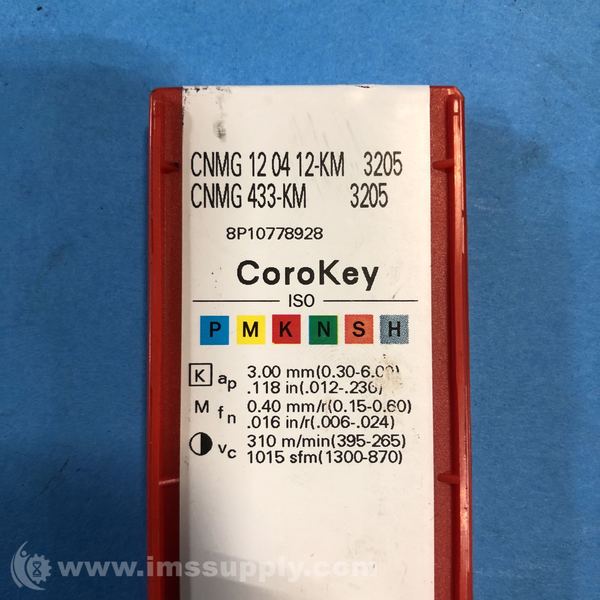 CNMG 12 04 12-KM 3205
CNMG 433-KM 3205
8P10778928
CoroKey
ISO
P M K N S H
K ap 3.00 mm(0.30-6.00)
.118 in(.012-.236)
M fn 0.40 mm/r(0.15-0.60)
.016 in/r(.006-.024)
vc 310 m/min(395-265)
1015 sfm(1300-870)
© www.imssupply.com